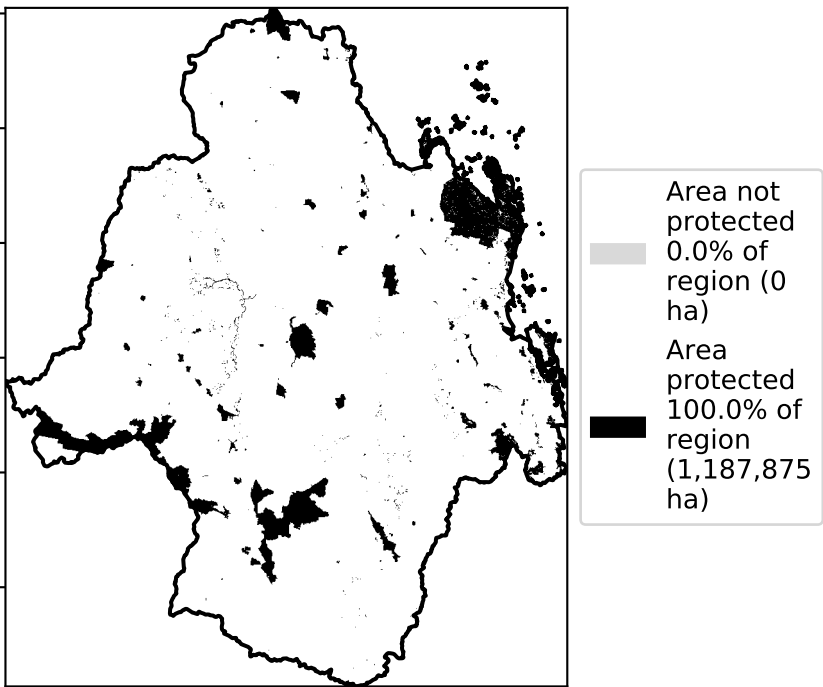 Area not
protected
0.0% of
region (0
ha)
Area
protected
100.0% of
region
(1,187,875
ha)